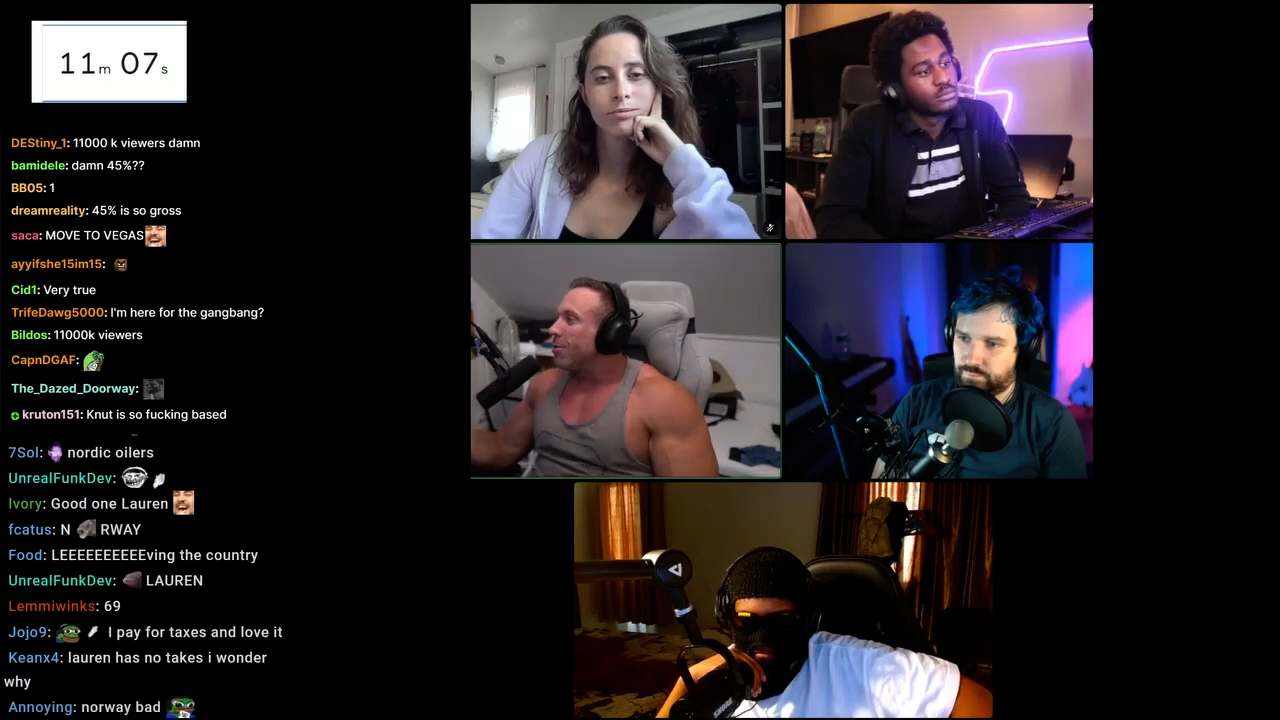 11m 07s
DEStiny_1: 11000 k viewers damn
bamidele: damn 45%??
BB05: 1
dreamreality: 45% is so gross
saca: MOVE TO VEGAS
ayyifshe15im15:
Cid1: Very true
TrifeDawg5000: I'm here for the gangbang?
Bildos: 11000k viewers
CapnDGAF:
The_Dazed_Doorway:
kruton151: Knut is so fucking based
7Sol: nordic oilers
UnrealFunkDev:
Ivory: Good one Lauren
fcatus: N RWAY
Food: LEEEEEEEEEEving the country
UnrealFunkDev: LAUREN
Lemmiwinks: 69
Jojo9: I pay for taxes and love it
Keanx4: lauren has no takes i wonder
why
Annoying: norway bad